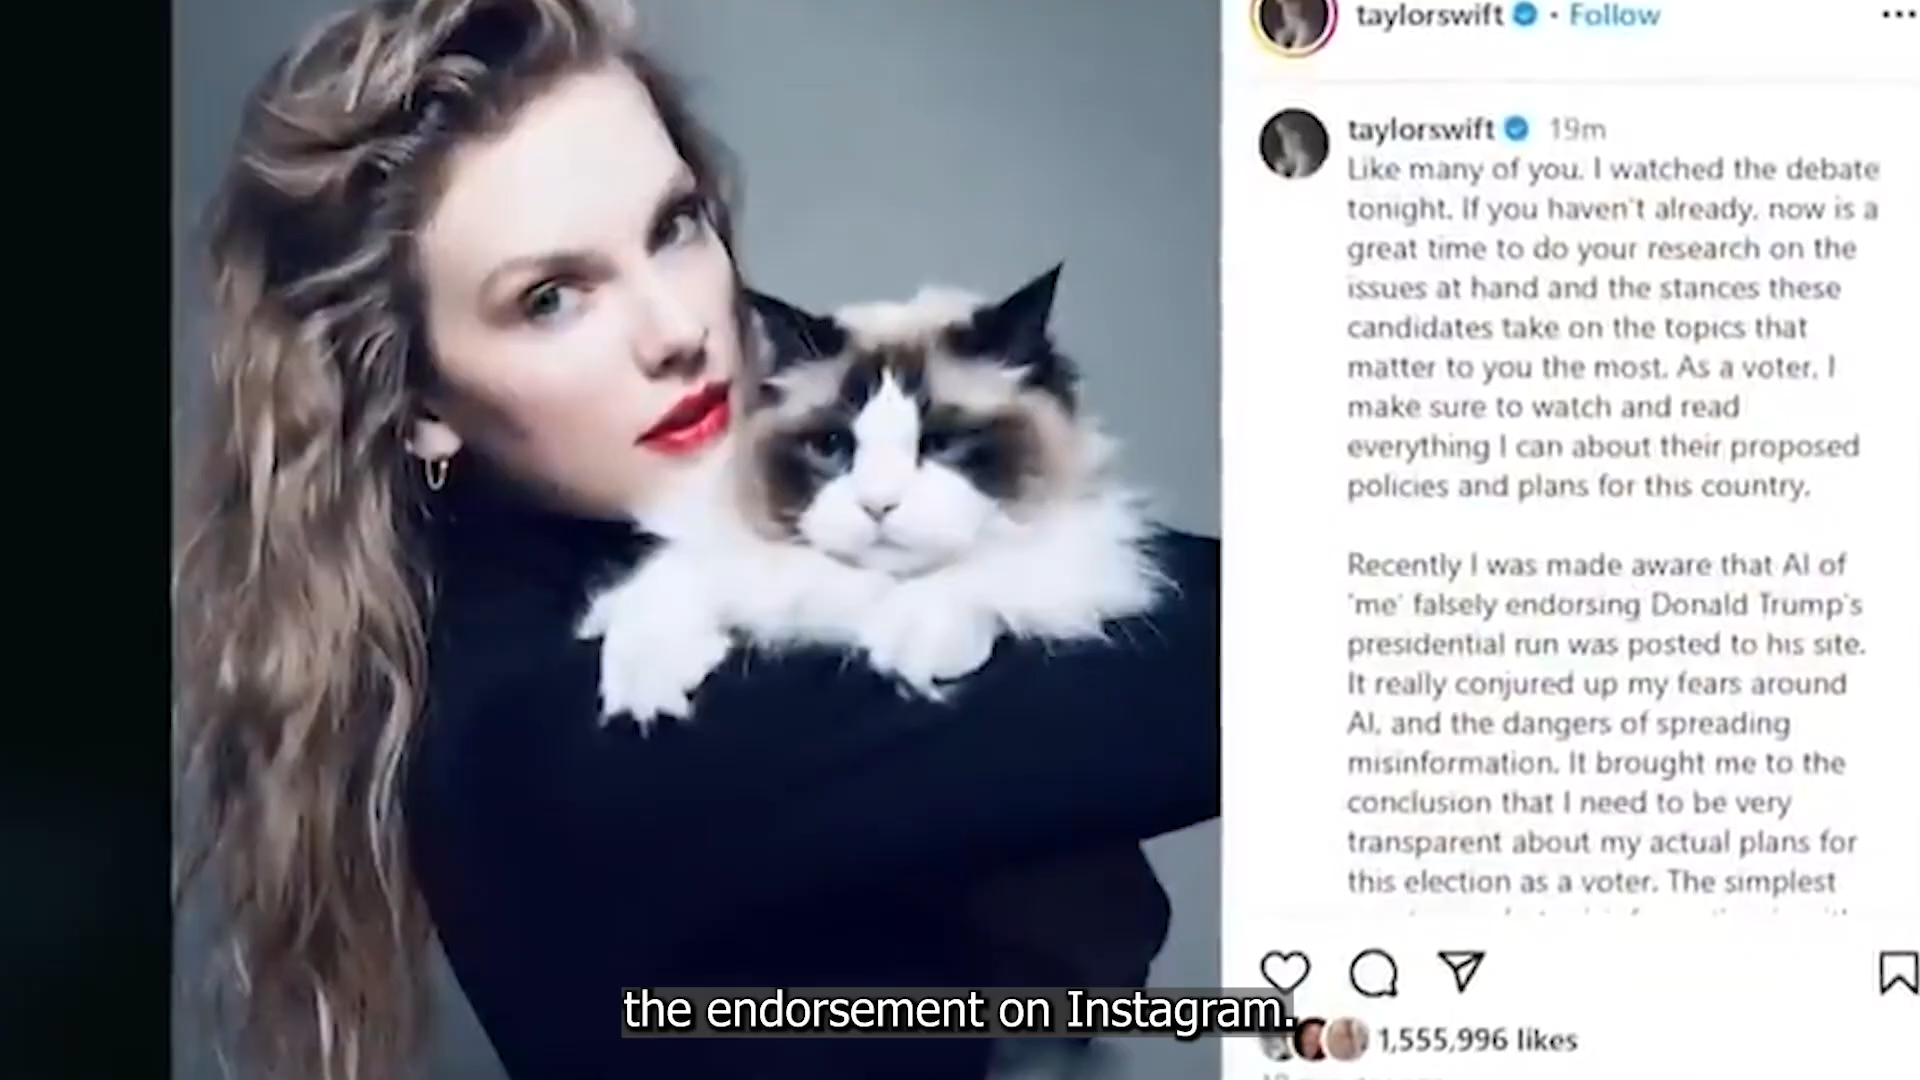 taylorswift • Follow
taylorswift 19m
Like many of you, I watched the debate
tonight. If you haven't already, now is a
great time to do your research on the
issues at hand and the stances these
candidates take on the topics that
matter to you the most. As a voter, I
make sure to watch and read
everything I can about their proposed
policies and plans for this country.
Recently I was made aware that AI of
'me' falsely endorsing Donald Trump's
presidential run was posted to his site.
It really conjured up my fears around
AI, and the dangers of spreading
misinformation. It brought me to the
conclusion that I need to be very
transparent about my actual plans for
this election as a voter. The simplest
1,555,996 likes
the endorsement on Instagram.